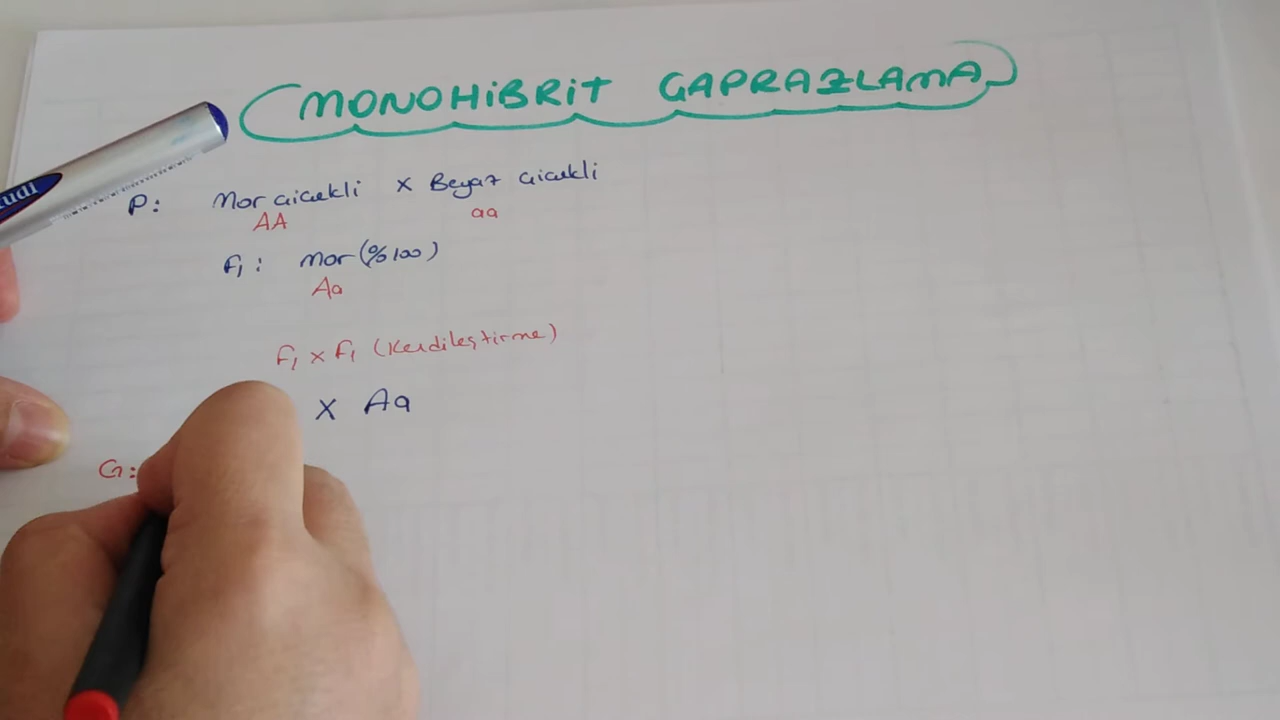 MONOHiBRiT ÇAPRAZLAMA
P: Mor çiçekli X Beyaz çiçekli
AA aa
F1: Mor (%100)
Aa
F1 x F1 (Kendileştirme)
X Aa
G: